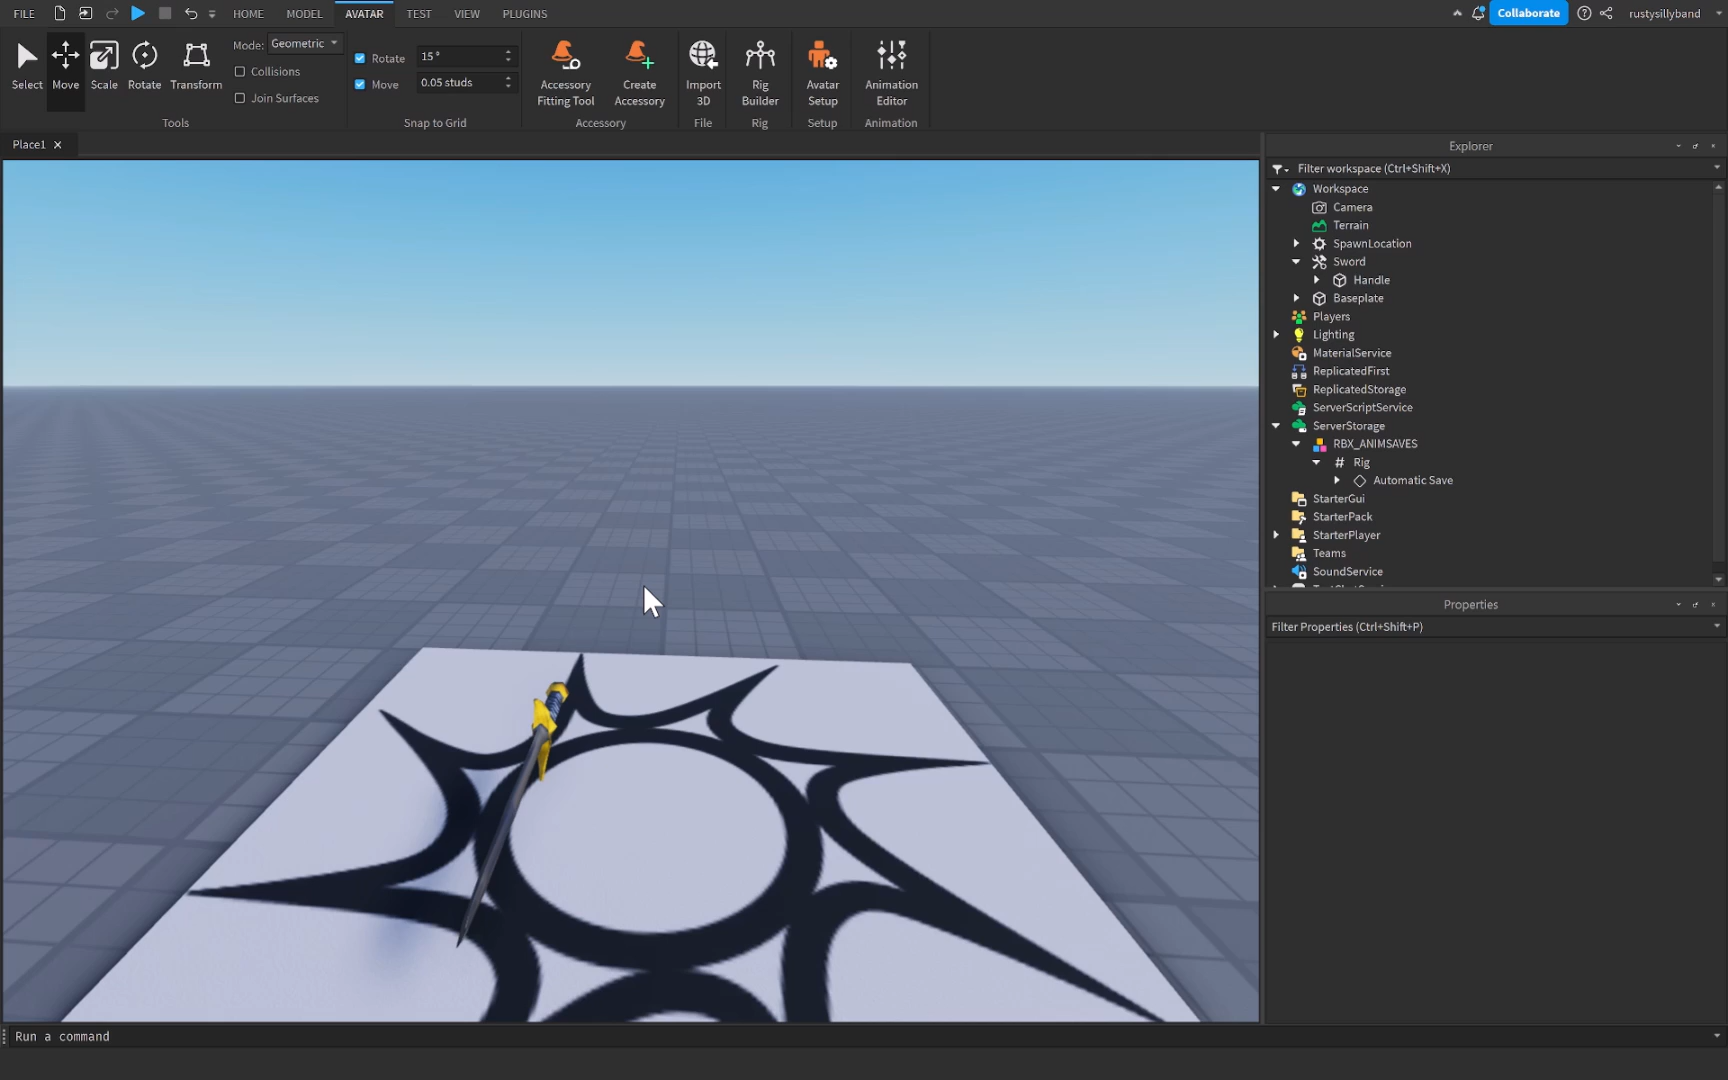 FILE
HOME
MODEL
AVATAR
TEST
VIEW
PLUGINS
Collaborate
rustysillyband
Select
Move
Scale
Rotate
Transform
Mode: Geometric
Collisions
Join Surfaces
Tools
Rotate 15°
Move 0.05 studs
Snap to Grid
Accessory
Fitting Tool
Create
Accessory
Accessory
Import
3D
File
Rig
Builder
Rig
Avatar
Setup
Setup
Animation
Editor
Animation
Place1
Explorer
Filter workspace (Ctrl+Shift+X)
Workspace
Camera
Terrain
SpawnLocation
Sword
Handle
Baseplate
Players
Lighting
MaterialService
ReplicatedFirst
ReplicatedStorage
ServerScriptService
ServerStorage
RBX_ANIMSAVES
Rig
Automatic Save
StarterGui
StarterPack
StarterPlayer
Teams
SoundService
Properties
Filter Properties (Ctrl+Shift+P)
Run a command